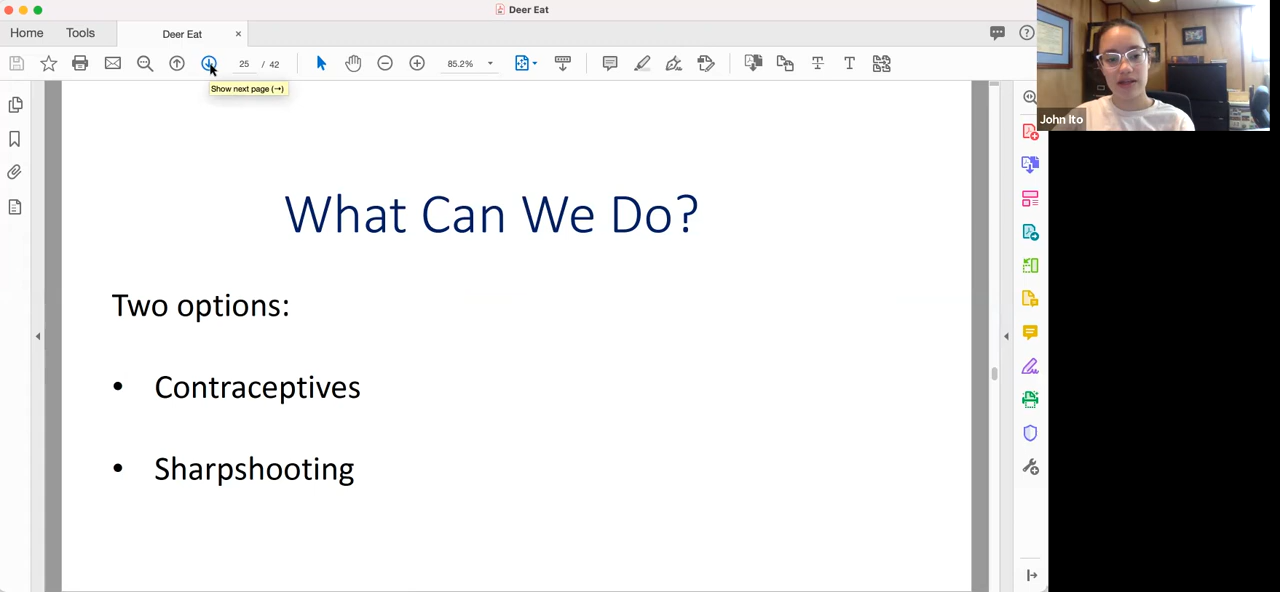 Deer Eat
Home
Tools
Deer Eat
×
25 / 42
85.2%
Show next page (→)
John Ito
What Can We Do?
Two options:
• Contraceptives
• Sharpshooting